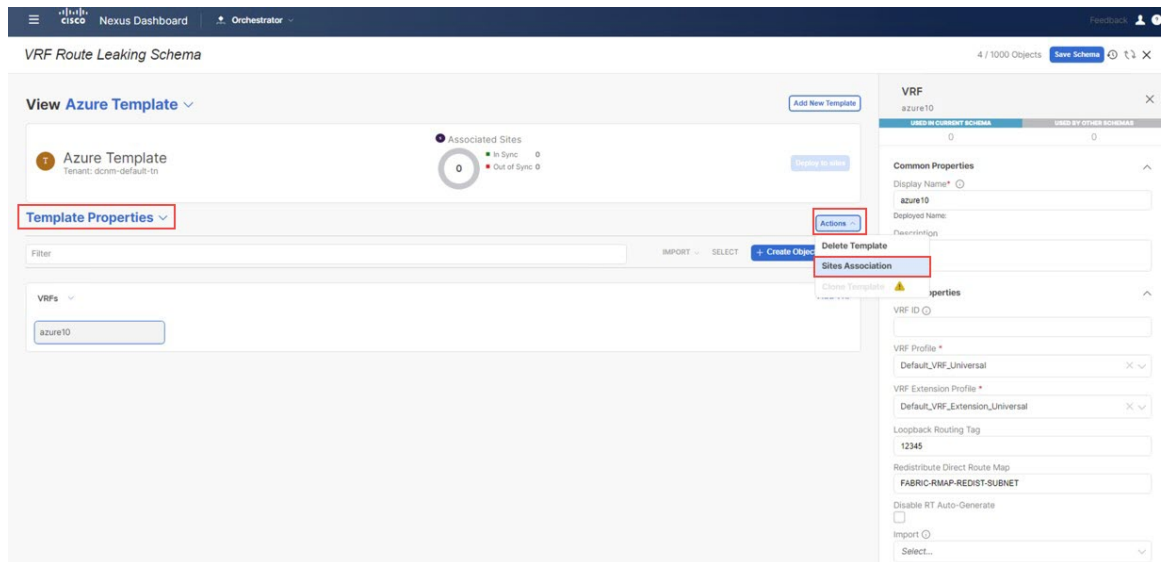 CISCO Nexus Dashboard Orchestrator Feedback
VRF Route Leaking Schema 4 / 1000 Objects Save Schema
View Azure Template Add New Template
Azure Template
Tenant: dcnm-default-tn
Associated Sites
0
In Sync 0
Out of Sync 0
Deploy to sites
Template Properties Actions
Filter IMPORT SELECT + Create Objec
Delete Template
Sites Association
Clone Template
VRFs
azure10
VRF
azure10
USED IN CURRENT SCHEMA USED BY OTHER SCHEMAS
0 0
Common Properties
Display Name*
azure10
Deployed Name:
Description
operties
VRF ID
VRF Profile *
Default_VRF_Universal
VRF Extension Profile *
Default_VRF_Extension_Universal
Loopback Routing Tag
12345
Redistribute Direct Route Map
FABRIC-RMAP-REDIST-SUBNET
Disable RT Auto-Generate
Import
Select...